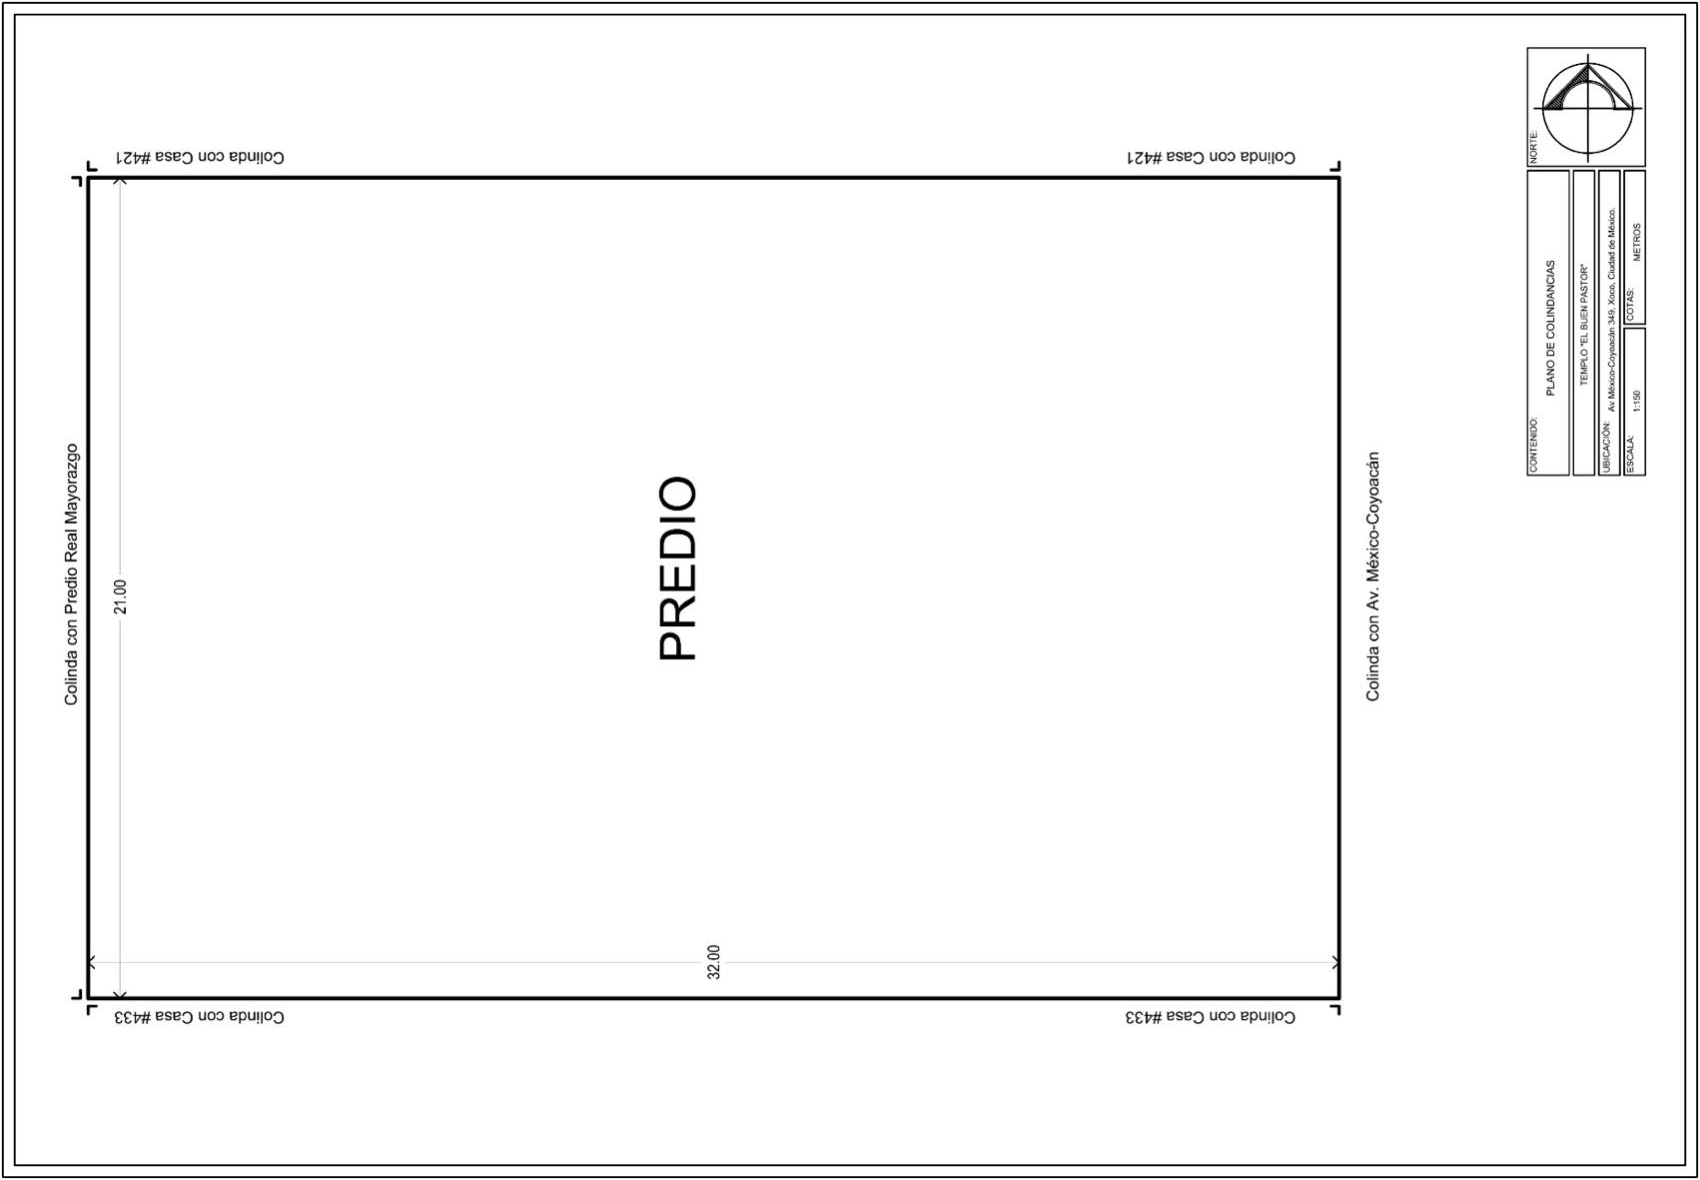 Colinda con Casa #421
Colinda con Casa #421
Colinda con Predio Real Mayorazgo
21.00
PREDIO
32.00
Colinda con Av. México-Coyoacán
Colinda con Casa #433
Colinda con Casa #433
NORTE:
CONTENIDO:
PLANO DE COLINDANCIAS
TEMPLO "EL BUEN PASTOR"
UBICACIÓN: Av México-Coyoacán 349, Xoco, Ciudad de México.
ESCALA: 1:150
COTAS: METROS